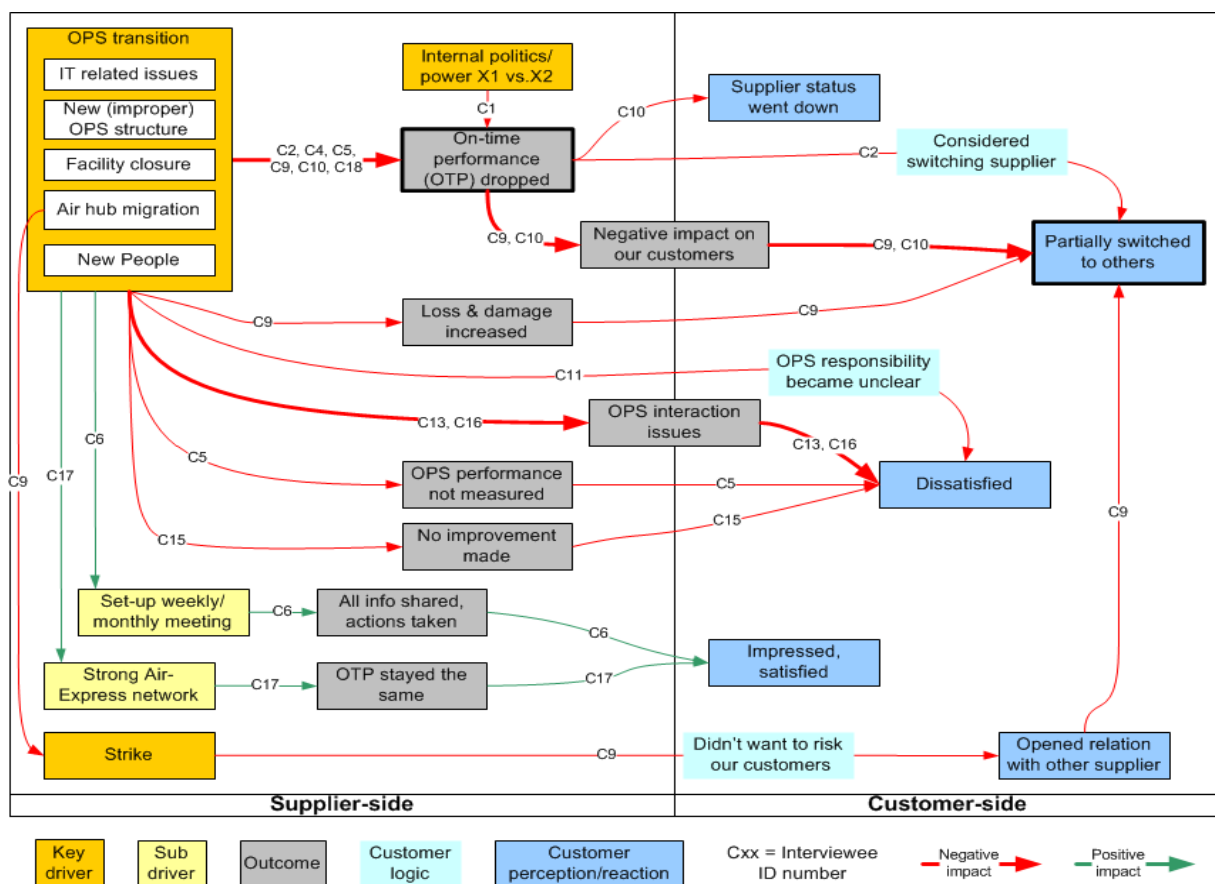 OPS transition
IT related issues
New (improper)
OPS structure
Facility closure
Air hub migration
New People
Internal politics/
power X1 vs.X2
C1
C2, C4, C5,
C9, C10, C18
On-time
performance
(OTP) dropped
C10
Supplier status
went down
C2
Considered
switching supplier
C9, C10
Negative impact on
our customers
C9, C10
Partially switched
to others
C9
Loss & damage
increased
C9
C11
OPS responsibility
became unclear
C13, C16
OPS interaction
issues
C13, C16
C6
C17
C9
C5
OPS performance
not measured
C5
Dissatisfied
C15
No improvement
made
C15
C9
Set-up weekly/
monthly meeting
C6
All info shared,
actions taken
C6
Impressed,
satisfied
Strong Air-
Express network
C17
OTP stayed the
same
C17
Strike
C9
Didn't want to risk
our customers
Opened relation
with other supplier
Supplier-side
Customer-side
Key
driver
Sub
driver
Outcome
Customer
logic
Customer
perception/reaction
Cxx = Interviewee
ID number
Negative
impact
Positive
impact